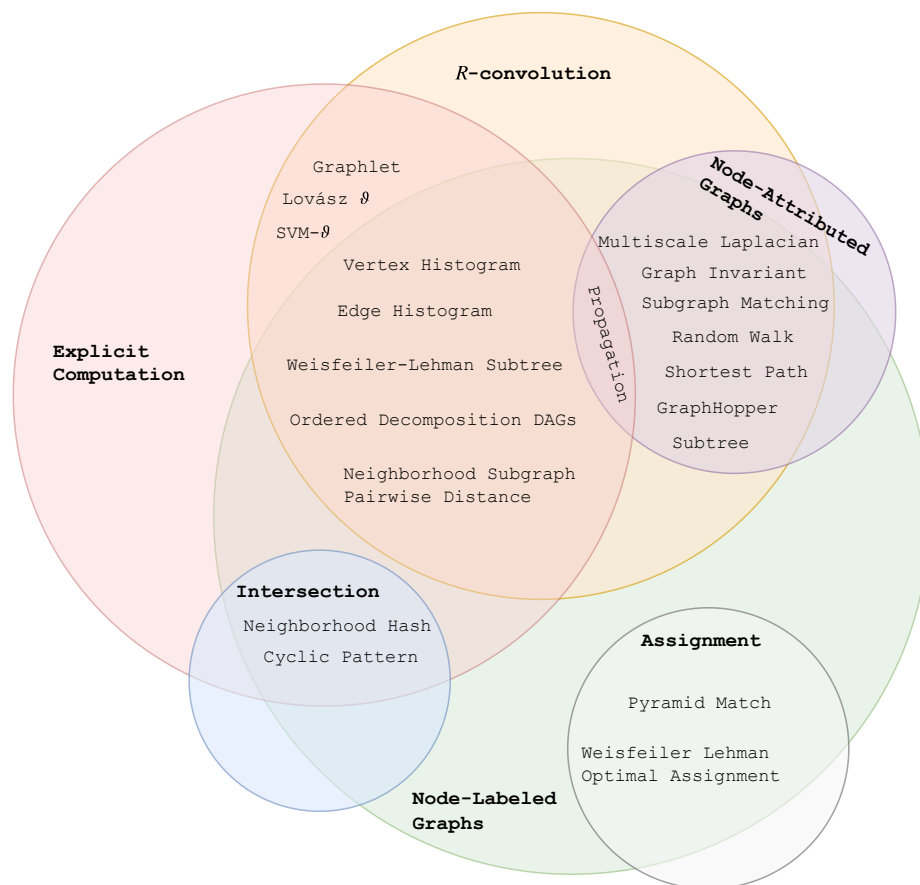 R-convolution
Graphlet
Lovász ϑ
SVM-ϑ
Node-Attributed
Graphs
Vertex Histogram
Edge Histogram
Weisfeiler-Lehman Subtree
Ordered Decomposition DAGs
Neighborhood Subgraph
Pairwise Distance
Propagation
Multiscale Laplacian
Graph Invariant
Subgraph Matching
Random Walk
Shortest Path
GraphHopper
Subtree
Explicit
Computation
Intersection
Neighborhood Hash
Cyclic Pattern
Assignment
Pyramid Match
Weisfeiler Lehman
Optimal Assignment
Node-Labeled
Graphs